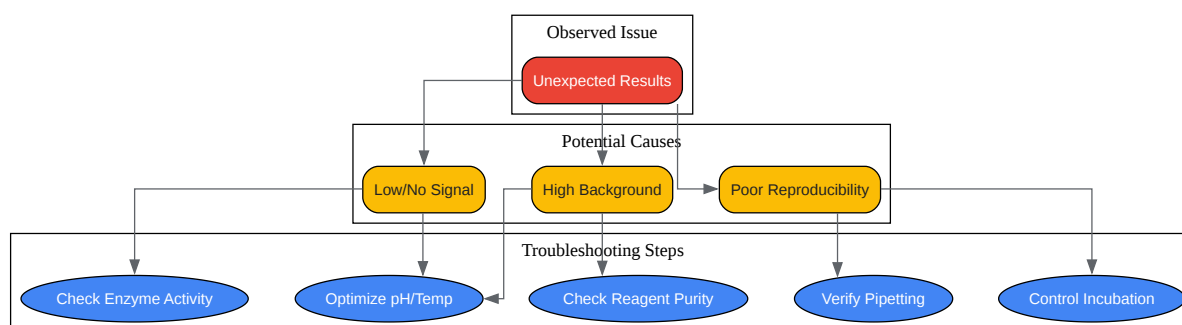 Observed Issue
Unexpected Results
Potential Causes
Low/No Signal
High Background
Poor Reproducibility
Troubleshooting Steps
Check Enzyme Activity
Optimize pH/Temp
Check Reagent Purity
Verify Pipetting
Control Incubation